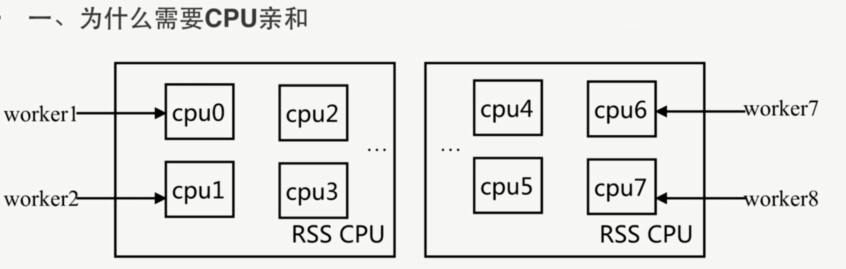 一、为什么需要CPU亲和
worker1
cpu0
cpu2
...
worker2
cpu1
cpu3
RSS CPU
cpu4
cpu6
worker7
...
cpu5
cpu7
worker8
RSS CPU